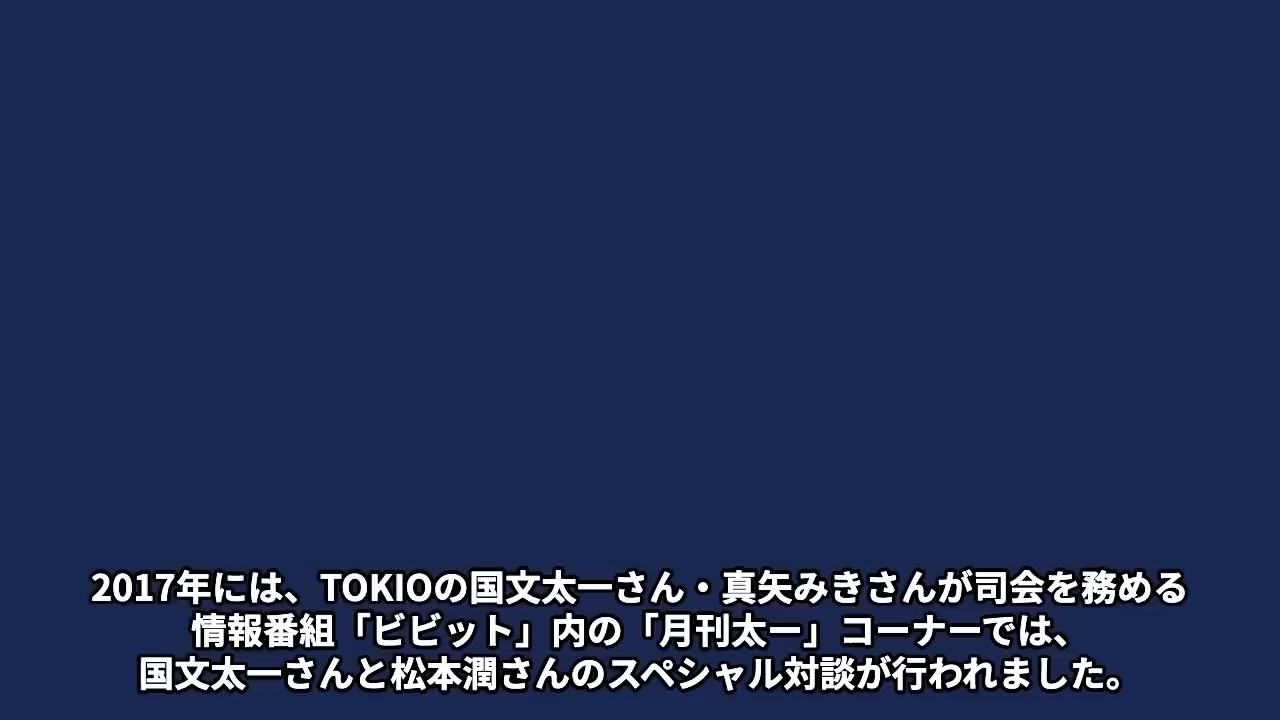 2017年には、TOKIOの国文太一さん・真矢みきさんが司会を務める
情報番組「ビビット」内の「月刊太一」コーナーでは、
国文太一さんと松本潤さんのスペシャル対談が行われました。